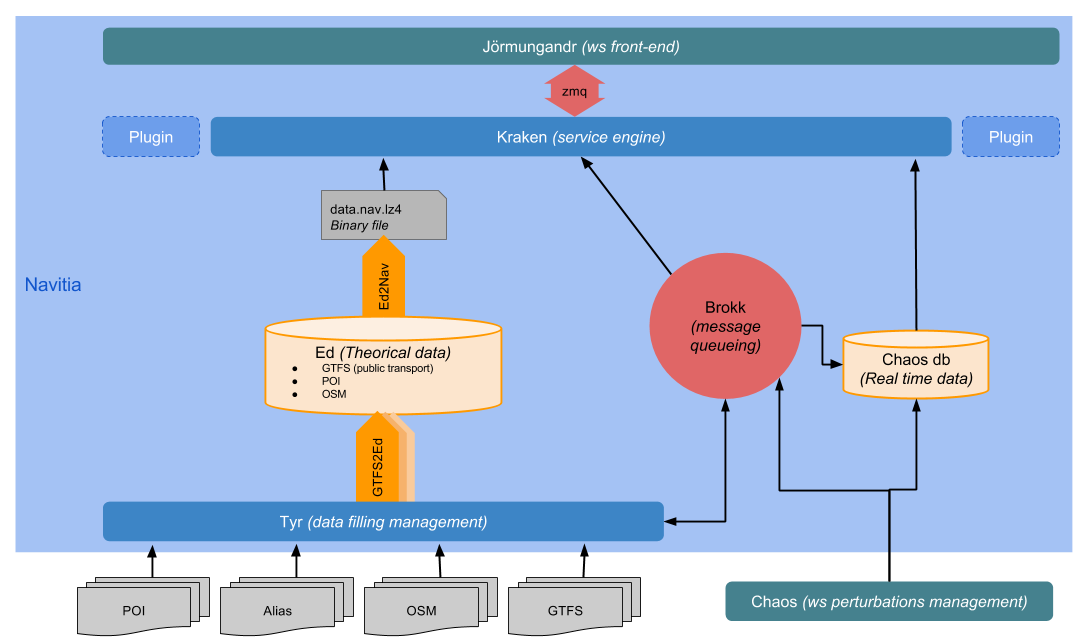 Jörmungandr (ws front-end)
zmq
Plugin
Kraken (service engine)
Plugin
data.nav.lz4
Binary file
Navitia
Ed2Nav
Brokk
(message
queueing)
Ed (Theorical data)
● GTFS (public transport)
● POI
● OSM
Chaos db
(Real time data)
GTFS2Ed
Tyr (data filling management)
POI
Alias
OSM
GTFS
Chaos (ws perturbations management)